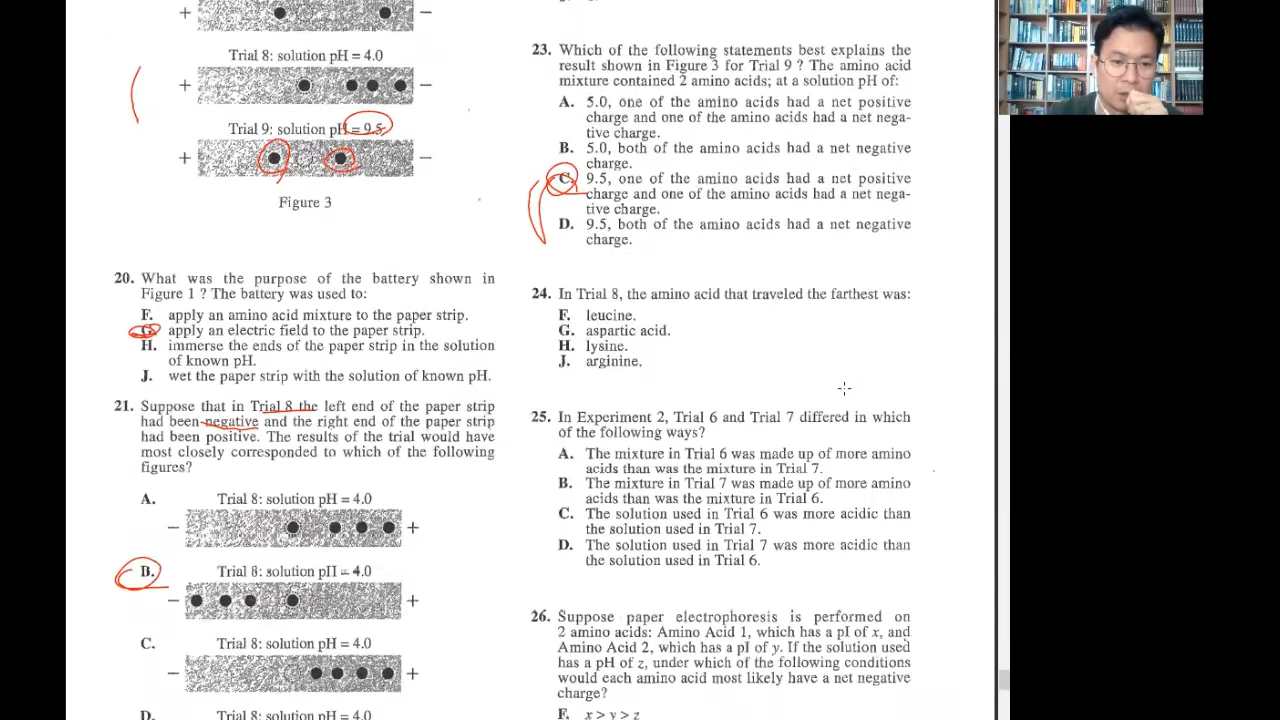 + −
Trial 8: solution pH = 4.0
+ −
Trial 9: solution pH = 9.5
+ −
Figure 3
20. What was the purpose of the battery shown in
Figure 1 ? The battery was used to:
F. apply an amino acid mixture to the paper strip.
G. apply an electric field to the paper strip.
H. immerse the ends of the paper strip in the solution
of known pH.
J. wet the paper strip with the solution of known pH.
21. Suppose that in Trial 8 the left end of the paper strip
had been negative and the right end of the paper strip
had been positive. The results of the trial would have
most closely corresponded to which of the following
figures?
A. Trial 8: solution pH = 4.0
− +
B. Trial 8: solution pH = 4.0
− +
C. Trial 8: solution pH = 4.0
− +
D. Trial 8: solution pH = 4.0
23. Which of the following statements best explains the
result shown in Figure 3 for Trial 9 ? The amino acid
mixture contained 2 amino acids; at a solution pH of:
A. 5.0, one of the amino acids had a net positive
charge and one of the amino acids had a net nega-
tive charge.
B. 5.0, both of the amino acids had a net negative
charge.
C. 9.5, one of the amino acids had a net positive
charge and one of the amino acids had a net nega-
tive charge.
D. 9.5, both of the amino acids had a net negative
charge.
24. In Trial 8, the amino acid that traveled the farthest was:
F. leucine.
G. aspartic acid.
H. lysine.
J. arginine.
25. In Experiment 2, Trial 6 and Trial 7 differed in which
of the following ways?
A. The mixture in Trial 6 was made up of more amino
acids than was the mixture in Trial 7.
B. The mixture in Trial 7 was made up of more amino
acids than was the mixture in Trial 6.
C. The solution used in Trial 6 was more acidic than
the solution used in Trial 7.
D. The solution used in Trial 7 was more acidic than
the solution used in Trial 6.
26. Suppose paper electrophoresis is performed on
2 amino acids: Amino Acid 1, which has a pI of x, and
Amino Acid 2, which has a pI of y. If the solution used
has a pH of z, under which of the following conditions
would each amino acid most likely have a net negative
charge?
F. x > y > z